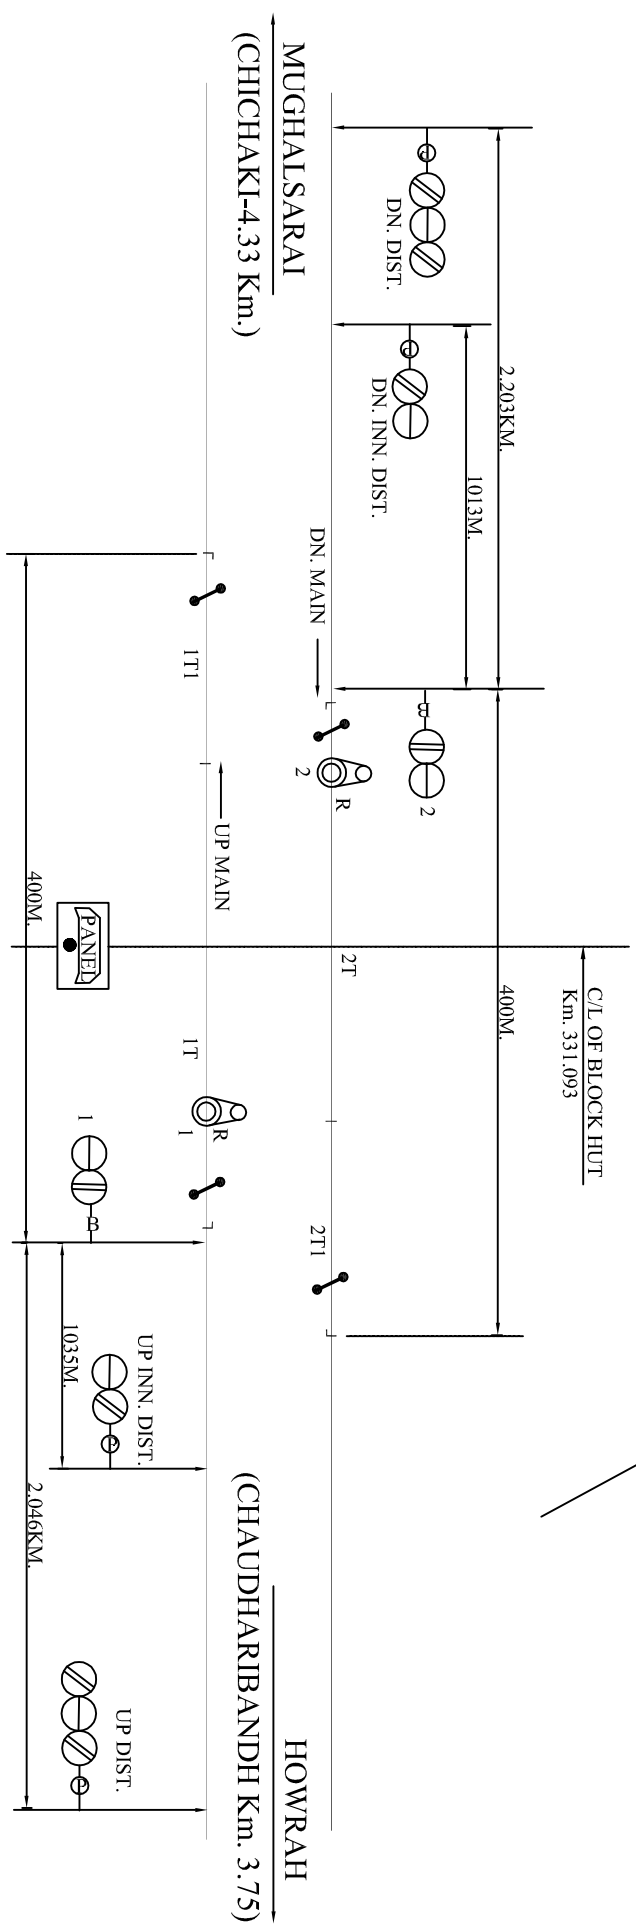 MUGHALSARAI
(CHICHAKI-4.33 Km.)
P
DN. DIST.
P
DN. INN. DIST.
2.203KM.
1013M.
DN. MAIN
1T1
B
2
2
R
UP MAIN
400M.
PANEL
2T
400M.
C/L OF BLOCK HUT
Km. 331.093
1T
1
R
1
B
2T1
1035M.
UP INN. DIST.
P
2.046KM.
UP DIST.
P
HOWRAH
(CHAUDHARIBANDH Km. 3.75)